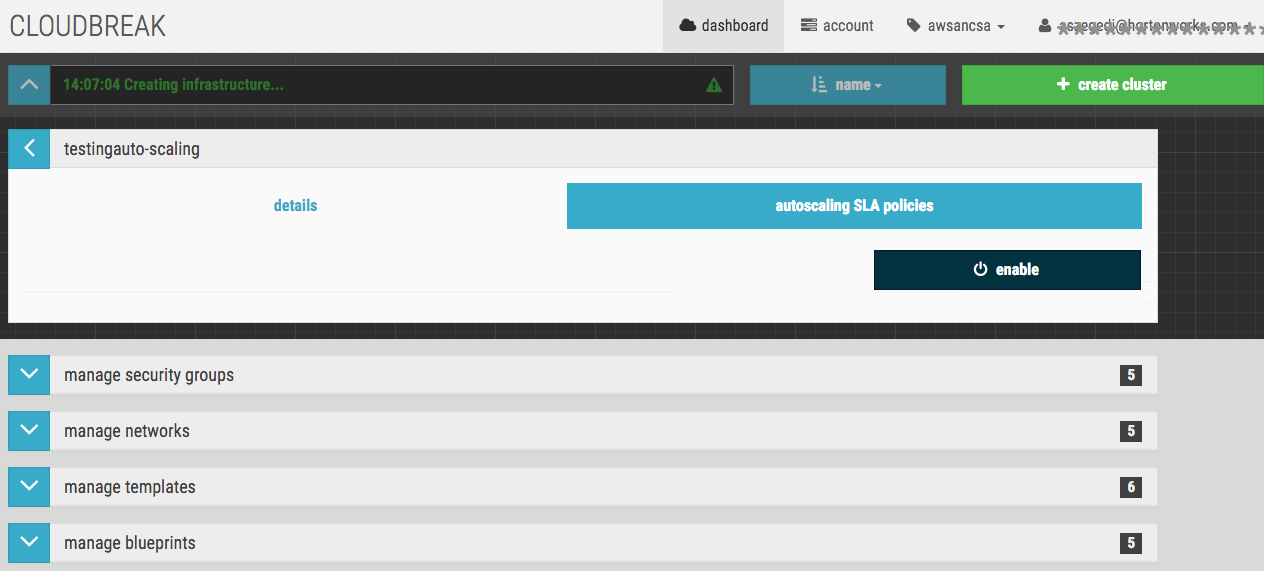 CLOUDBREAK dashboard account awsancsa
14:07:04 Creating infrastructure... name create cluster
testingauto-scaling
details autoscaling SLA policies
enable
manage security groups 5
manage networks 5
manage templates 6
manage blueprints 5